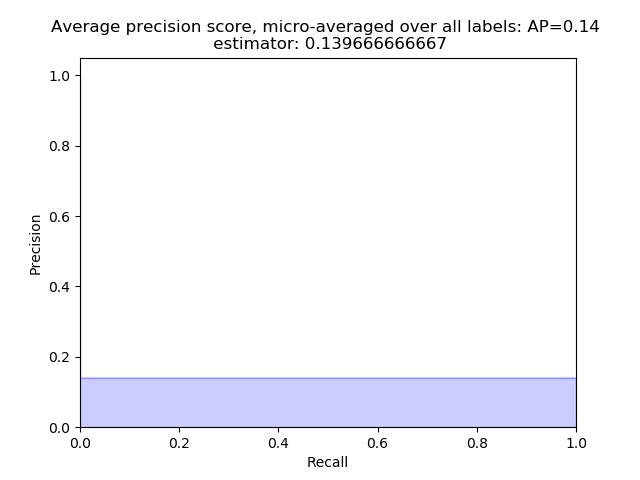 Average precision score, micro-averaged over all labels: AP=0.14
estimator: 0.139666666667
1.0
0.8
0.6
0.4
0.2
0.0
Precision
0.0 0.2 0.4 0.6 0.8 1.0
Recall